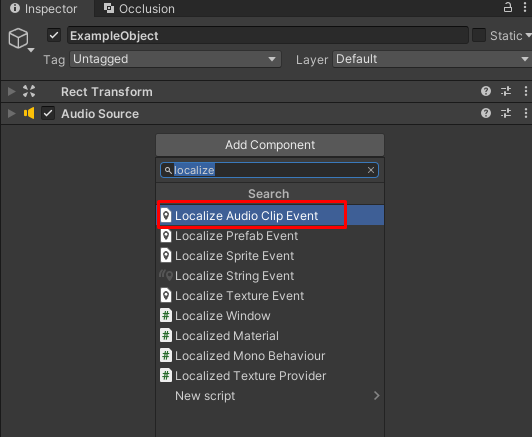 Inspector Occlusion
ExampleObject Static
Tag Untagged Layer Default
Rect Transform
Audio Source
Add Component
localize
Search
Localize Audio Clip Event
Localize Prefab Event
Localize Sprite Event
Localize String Event
Localize Texture Event
Localize Window
Localized Material
Localized Mono Behaviour
Localized Texture Provider
New script